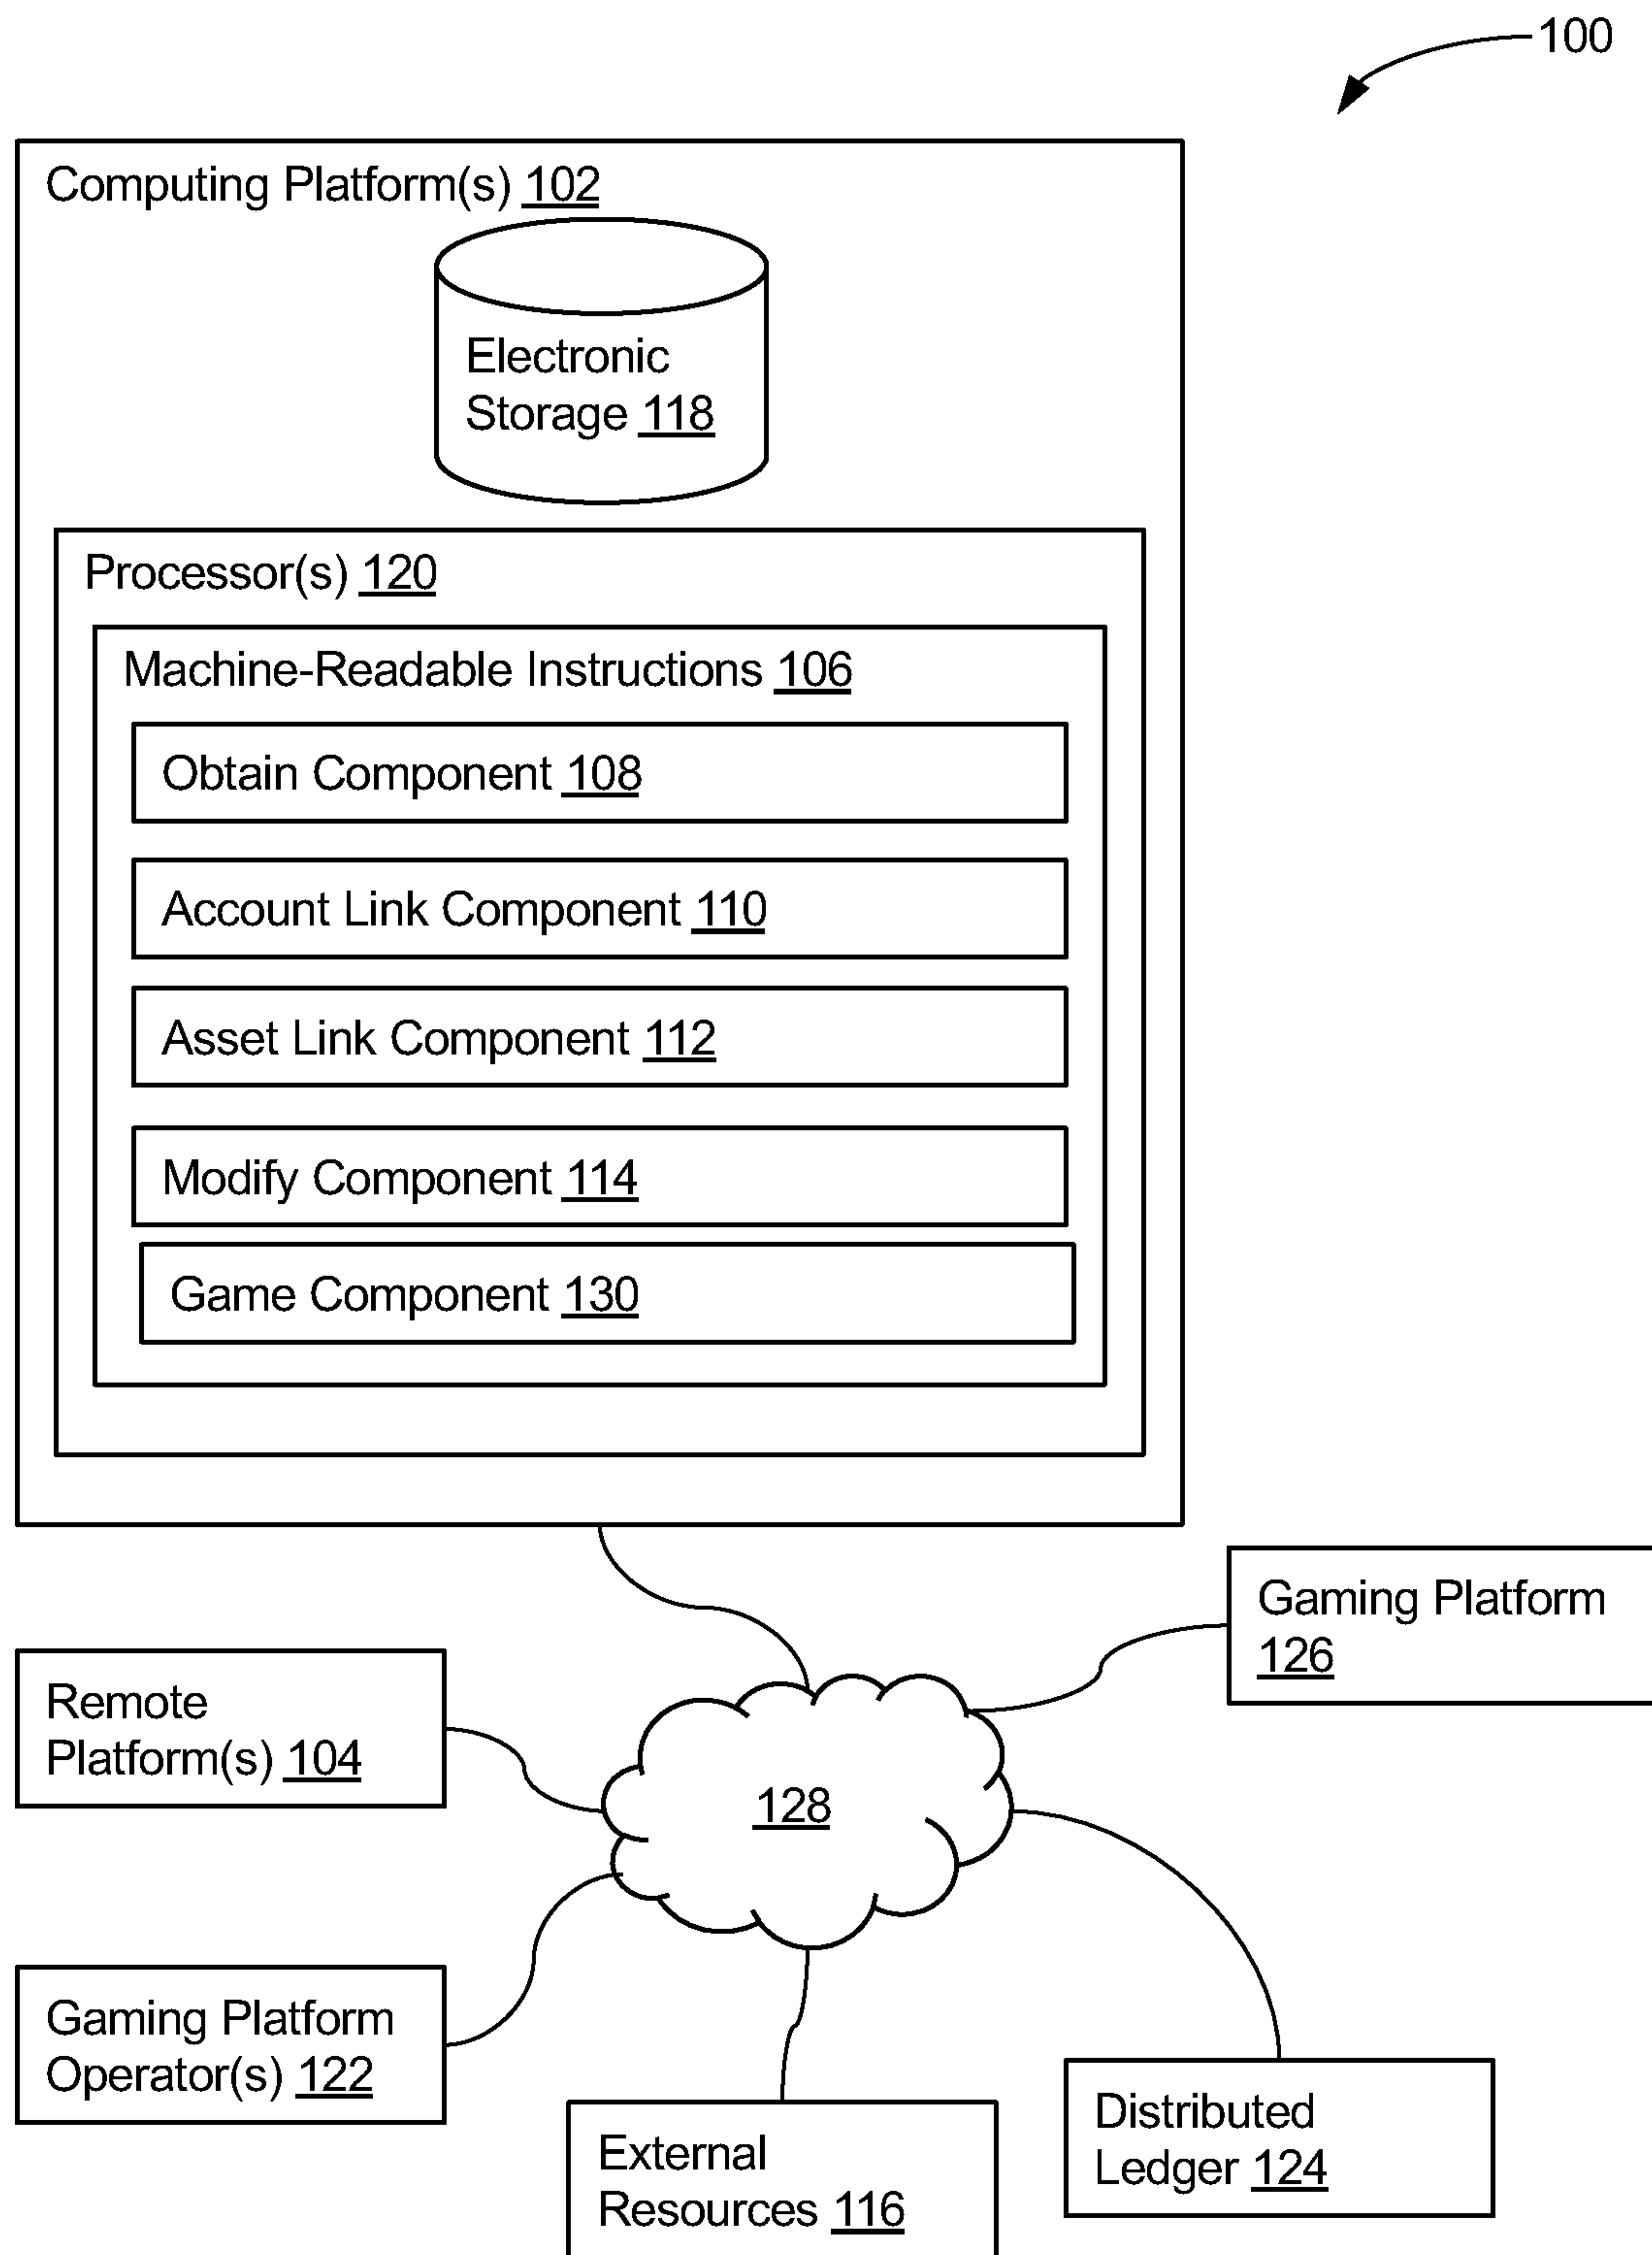 100
Computing Platform(s) 102
Electronic
Storage 118
Processor(s) 120
Machine-Readable Instructions 106
Obtain Component 108
Account Link Component 110
Asset Link Component 112
Modify Component 114
Game Component 130
Gaming Platform
126
Remote
Platform(s) 104
128
Gaming Platform
Operator(s) 122
External
Resources 116
Distributed
Ledger 124